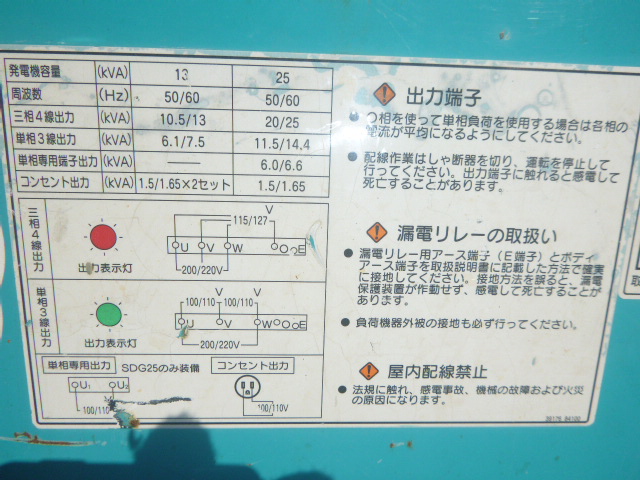 発電機容量 (kVA) 13 25
周波数 (Hz) 50/60 50/60
三相4線出力 (kVA) 10.5/13 20/25
単相3線出力 (kVA) 6.1/7.5 11.5/14.4
単相専用端子出力 (kVA) — 6.0/6.6
コンセント出力 (kVA) 1.5/1.65×2セット 1.5/1.65
三相4線出力
出力表示灯
V
115/127
U V W O E
200/220V
単相3線出力
出力表示灯
V V
100/110 100/110
U V W O E
200/220V
単相専用出力 SDG25のみ装備 コンセント出力
U₁ U₂
100/110
100/110V
出力端子
の相を使って単相負荷を使用する場合は各相の
電流が平均になるようにしてください。
● 配線作業はしゃ断器を切り、運転を停止して
行ってください。出力端子に触れると感電して
死亡することがあります。
漏電リレーの取扱い
● 漏電リレー用アース端子(E端子)とボディ
アース端子を取扱説明書に記載した方法で確実
に接地してください。接地方法を誤ると、漏電
保護装置が作動せず、感電して死亡することが
あります。
● 負荷機器外被の接地も必ず行ってください。
屋内配線禁止
● 法規に触れ、感電事故、機械の故障および火災
の原因になります。